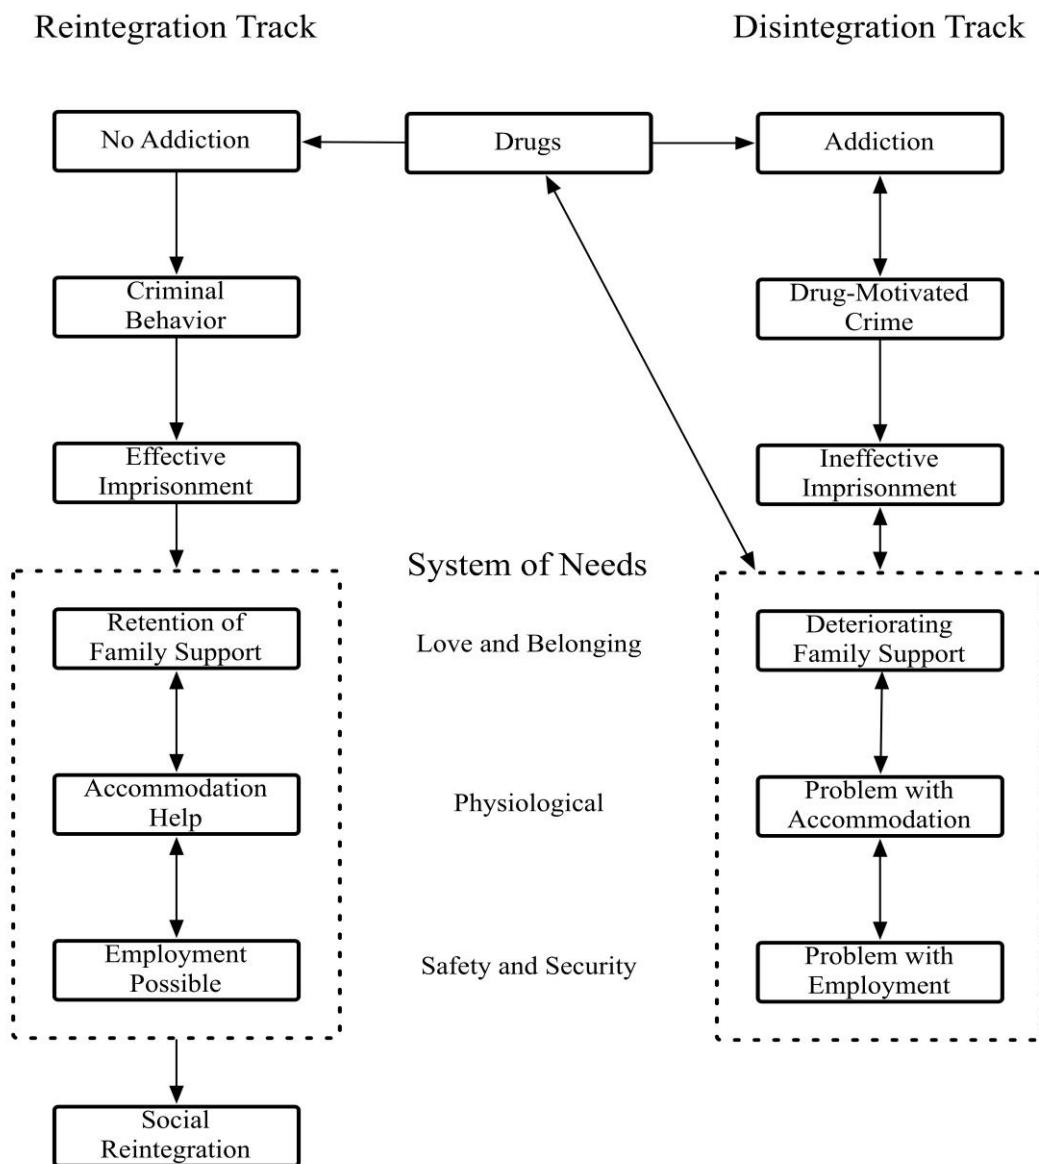 Reintegration Track
Disintegration Track
No Addiction
Drugs
Addiction
Criminal
Behavior
Drug-Motivated
Crime
Effective
Imprisonment
Ineffective
Imprisonment
System of Needs
Retention of
Family Support
Love and Belonging
Deteriorating
Family Support
Accommodation
Help
Physiological
Problem with
Accommodation
Employment
Possible
Safety and Security
Problem with
Employment
Social
Reintegration